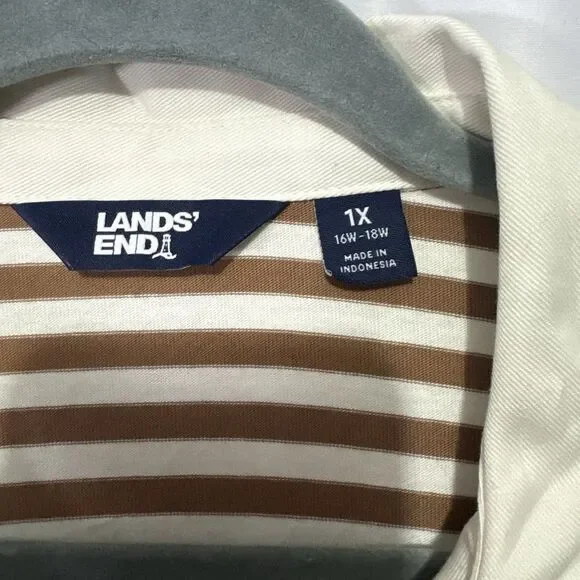 LANDS'
END
1X
16W-18W
MADE IN
INDONESIA